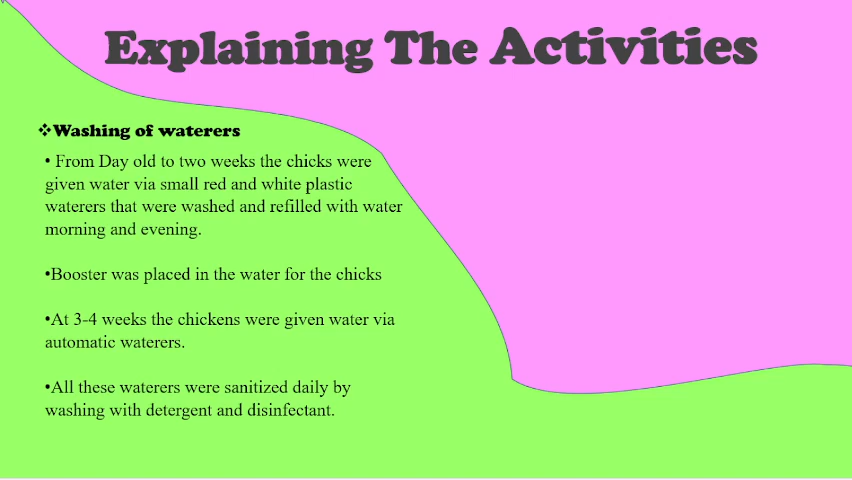 Explaining The Activities
❖Washing of waterers
• From Day old to two weeks the chicks were
given water via small red and white plastic
waterers that were washed and refilled with water
morning and evening.
•Booster was placed in the water for the chicks
•At 3-4 weeks the chickens were given water via
automatic waterers.
•All these waterers were sanitized daily by
washing with detergent and disinfectant.